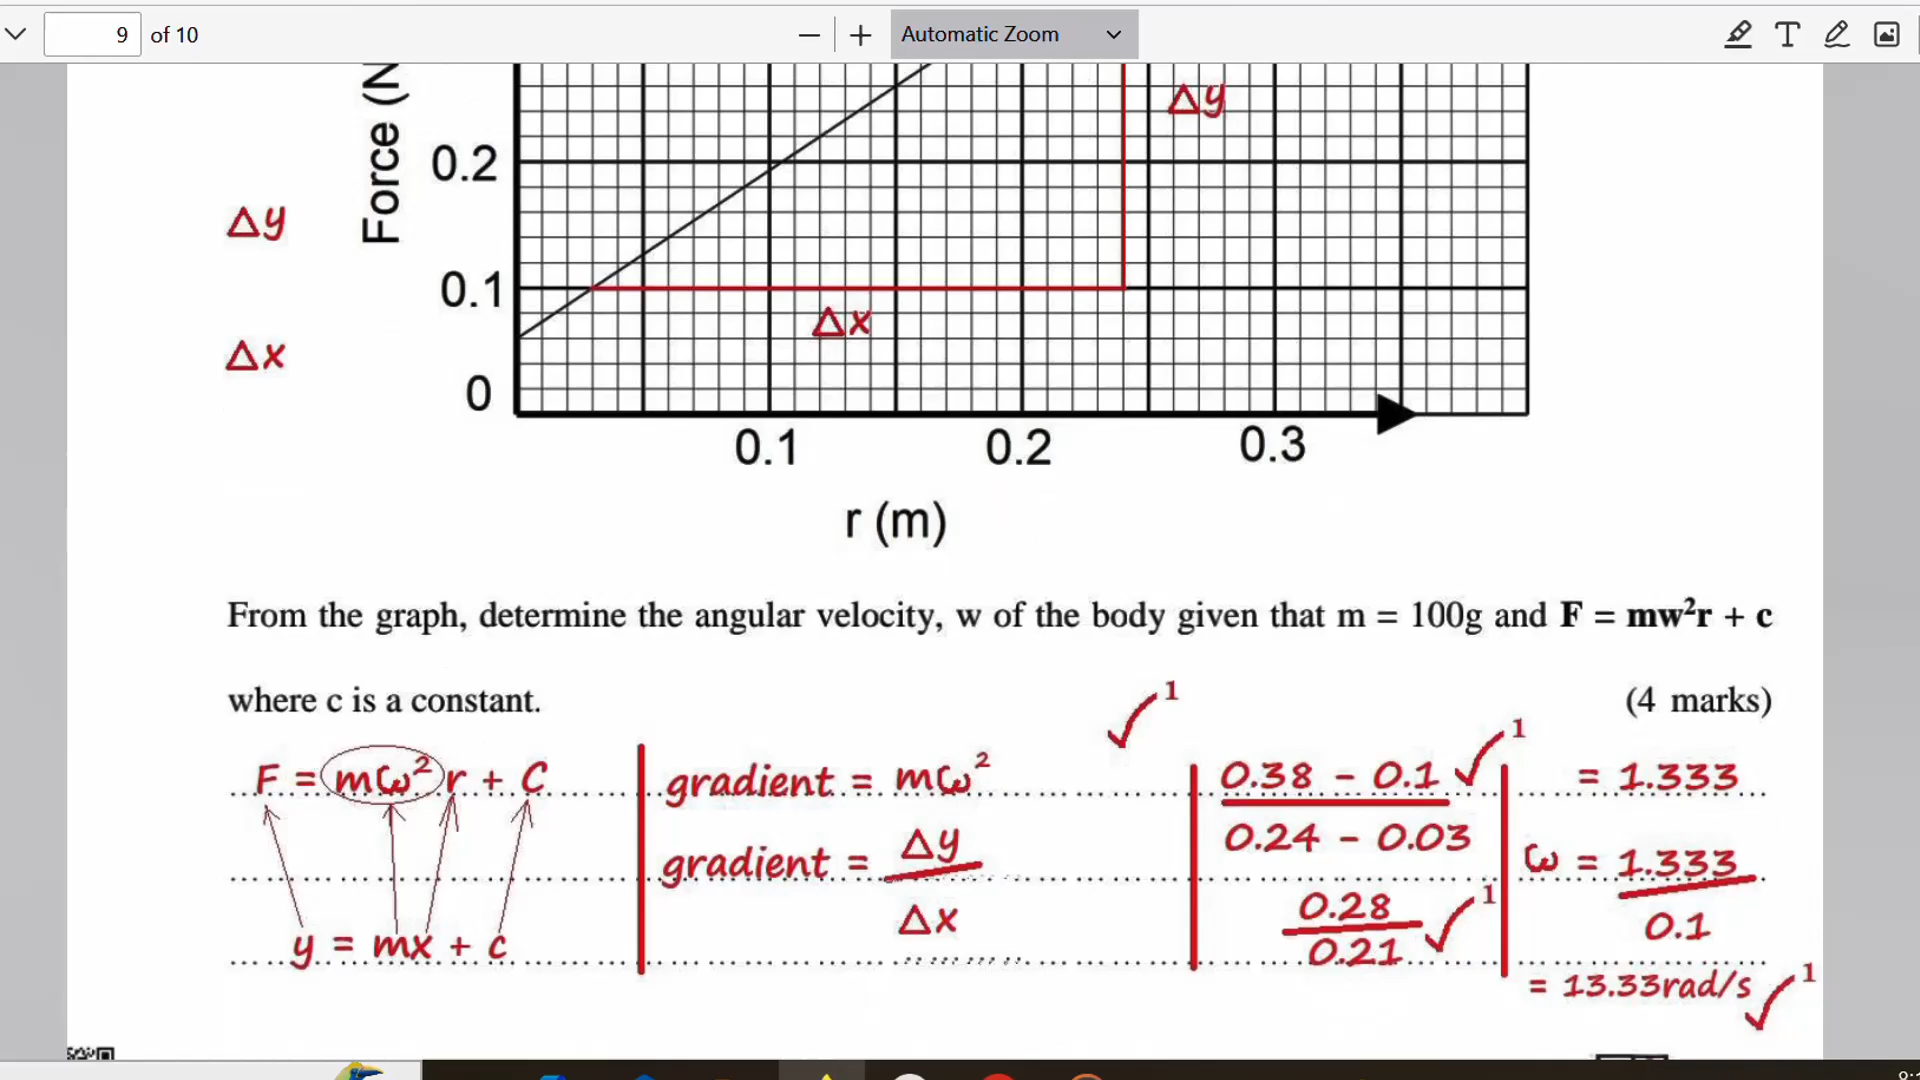 9 of 10
Automatic Zoom
Force (N
Δy
0.2
Δy
0.1
Δx
Δx
0
0.1 0.2 0.3
r (m)
From the graph, determine the angular velocity, w of the body given that m = 100g and F = mw²r + c
where c is a constant. (4 marks)
1
F = mω² r + C
gradient = mω²
0.38 - 0.1
1
= 1.333
gradient = Δy
0.24 - 0.03
ω = 1.333
Δx
0.28
1
0.1
y = mx + c
0.21
= 13.33rad/s
1